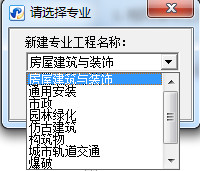 请选择专业
新建专业工程名称：
房屋建筑与装饰
房屋建筑与装饰
通用安装
市政
园林绿化
仿古建筑
构筑物
城市轨道交通
爆破